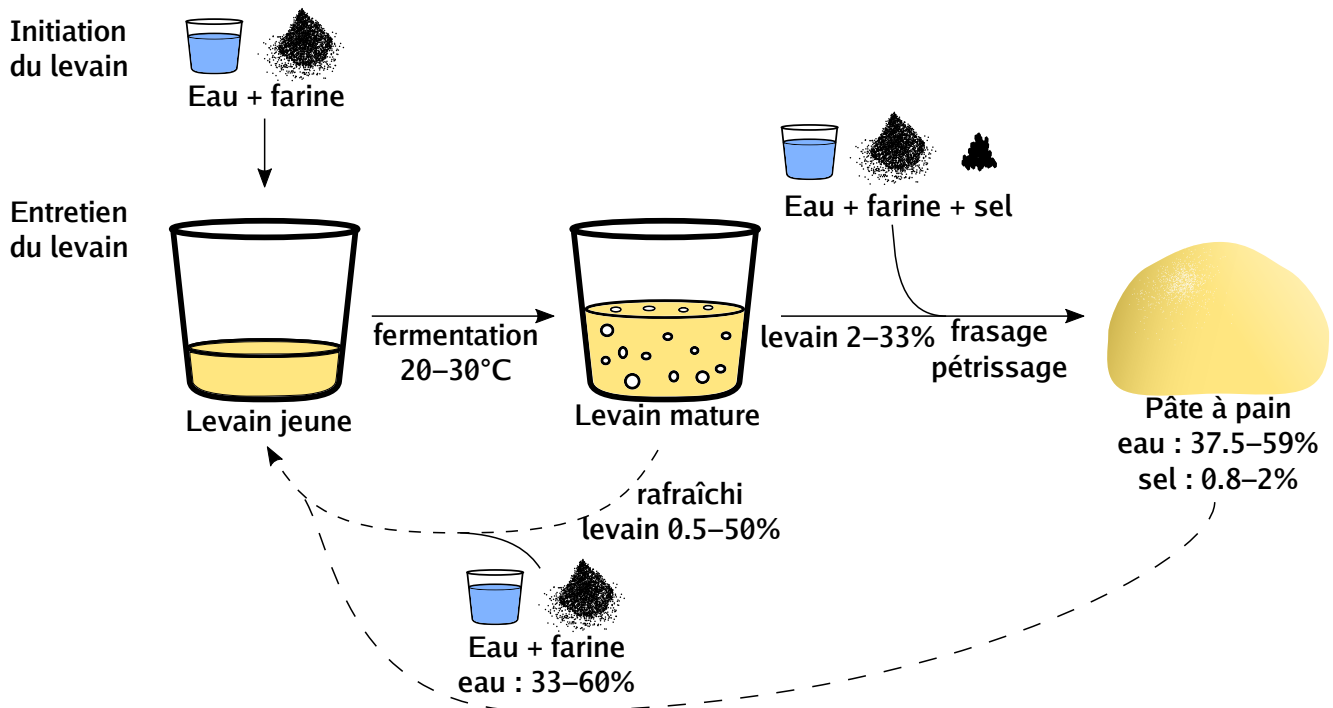 Initiation
du levain
Eau + farine
Entretien
du levain
Eau + farine + sel
fermentation
20–30°C
levain 2–33%
frasage
pétrissage
Levain jeune
Levain mature
Pâte à pain
eau : 37.5–59%
sel : 0.8–2%
rafraîchi
levain 0.5–50%
Eau + farine
eau : 33–60%